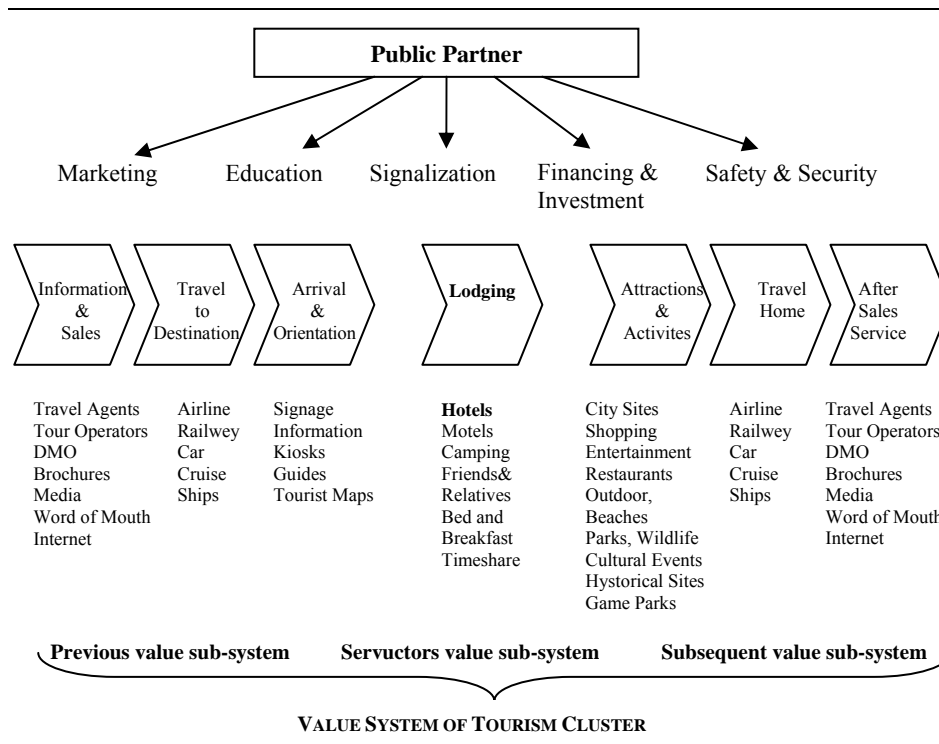 Public Partner
Marketing
Education
Signalization
Financing &
Investment
Safety & Security
Information
&
Sales
Travel
to
Destination
Arrival
&
Orientation
Lodging
Attractions
&
Activites
Travel
Home
After
Sales
Service
Travel Agents
Tour Operators
DMO
Brochures
Media
Word of Mouth
Internet
Airline
Railwey
Car
Cruise
Ships
Signage
Information
Kiosks
Guides
Tourist Maps
Hotels
Motels
Camping
Friends&
Relatives
Bed and
Breakfast
Timeshare
City Sites
Shopping
Entertainment
Restaurants
Outdoor,
Beaches
Parks, Wildlife
Cultural Events
Hystorical Sites
Game Parks
Airline
Railwey
Car
Cruise
Ships
Travel Agents
Tour Operators
DMO
Brochures
Media
Word of Mouth
Internet
Previous value sub-system
Servuctors value sub-system
Subsequent value sub-system
VALUE SYSTEM OF TOURISM CLUSTER